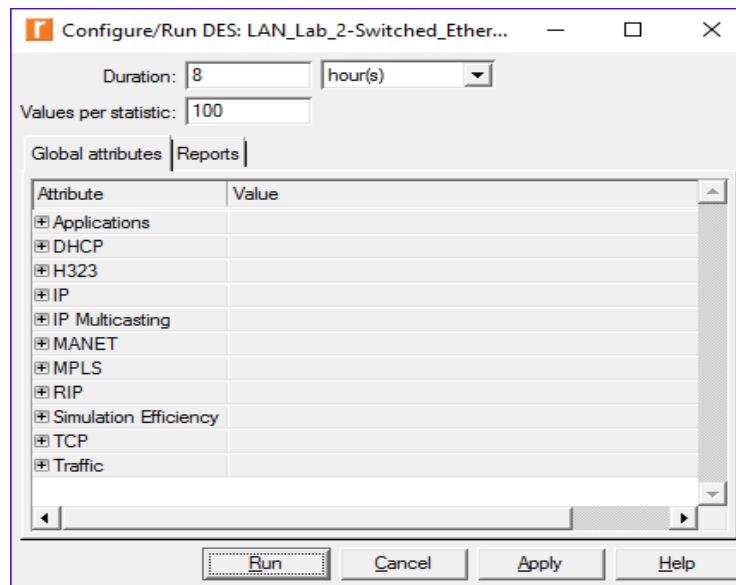 Configure/Run DES: LAN_Lab_2-Switched_Ether...
Duration: 8 hour(s)
Values per statistic: 100
Global attributes Reports
Attribute Value
Applications
DHCP
H323
IP
IP Multicasting
MANET
MPLS
RIP
Simulation Efficiency
TCP
Traffic
Run Cancel Apply Help